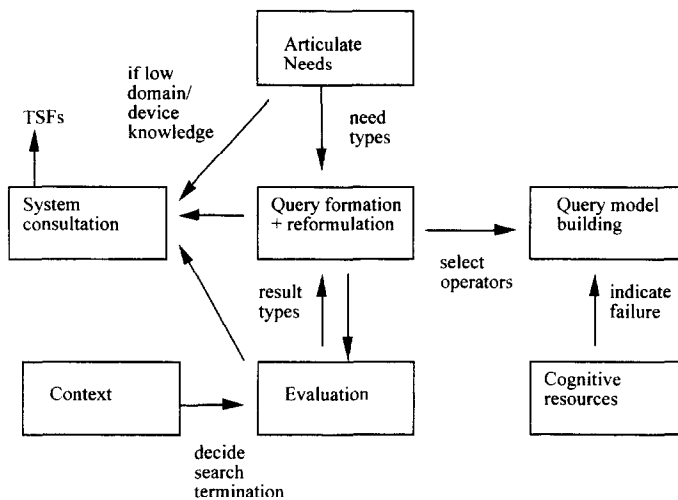 Articulate
Needs
if low
domain/
device
knowledge
TSFs
need
types
System
consultation
Query formation
+ reformulation
Query model
building
select
operators
result
types
indicate
failure
Context
Evaluation
Cognitive
resources
decide
search
termination